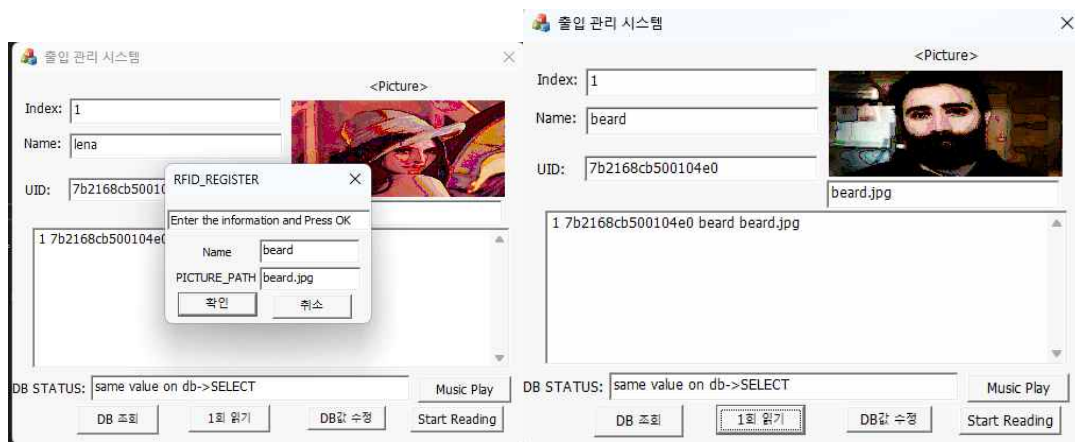 출입 관리 시스템
<Picture>
Index: 1
Name: lena
UID: 7b2168cb50010
1 7b2168cb500104e0
RFID_REGISTER
Enter the information and Press OK
Name beard
PICTURE_PATH beard.jpg
확인 취소
DB STATUS: same value on db->SELECT
Music Play
DB 조회 1회 읽기 DB값 수정 Start Reading
출입 관리 시스템
<Picture>
Index: 1
Name: beard
UID: 7b2168cb500104e0
beard.jpg
1 7b2168cb500104e0 beard beard.jpg
DB STATUS: same value on db->SELECT
Music Play
DB 조회 1회 읽기 DB값 수정 Start Reading